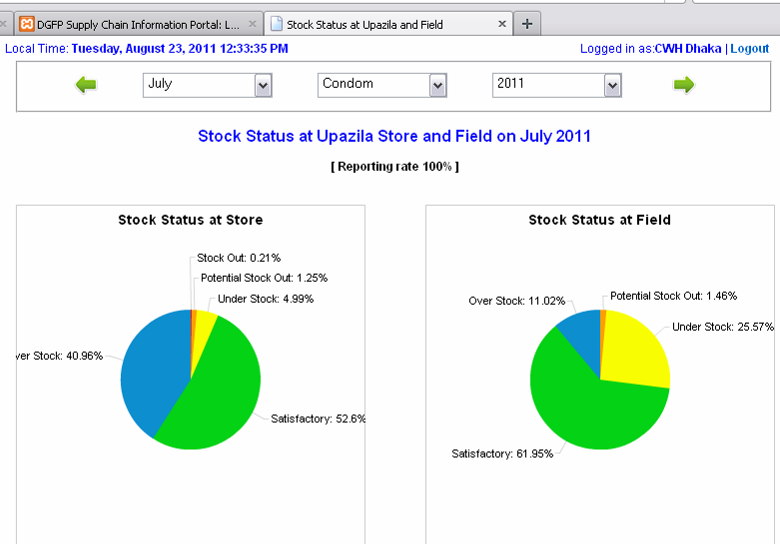 DGFP Supply Chain Information Portal: L...
Stock Status at Upazila and Field
Local Time: Tuesday, August 23, 2011 12:33:35 PM
Logged in as:CWH Dhaka | Logout
July
Condom
2011
Stock Status at Upazila Store and Field on July 2011
[ Reporting rate 100% ]
Stock Status at Store
Stock Out: 0.21%
Potential Stock Out: 1.25%
Under Stock: 4.99%
ver Stock: 40.96%
Satisfactory: 52.6%
Stock Status at Field
Over Stock: 11.02%
Potential Stock Out: 1.46%
Under Stock: 25.57%
Satisfactory: 61.95%